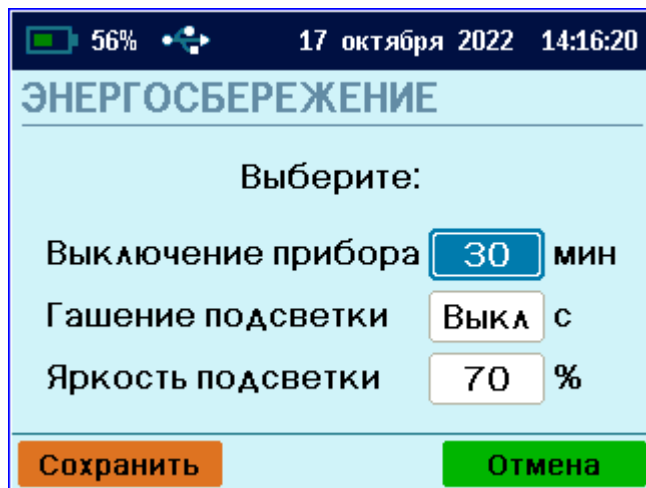 56% 17 октября 2022 14:16:20
ЭНЕРГОСБЕРЕЖЕНИЕ
Выберите:
Выключение прибора 30 мин
Гашение подсветки Выкл с
Яркость подсветки 70 %
Сохранить Отмена